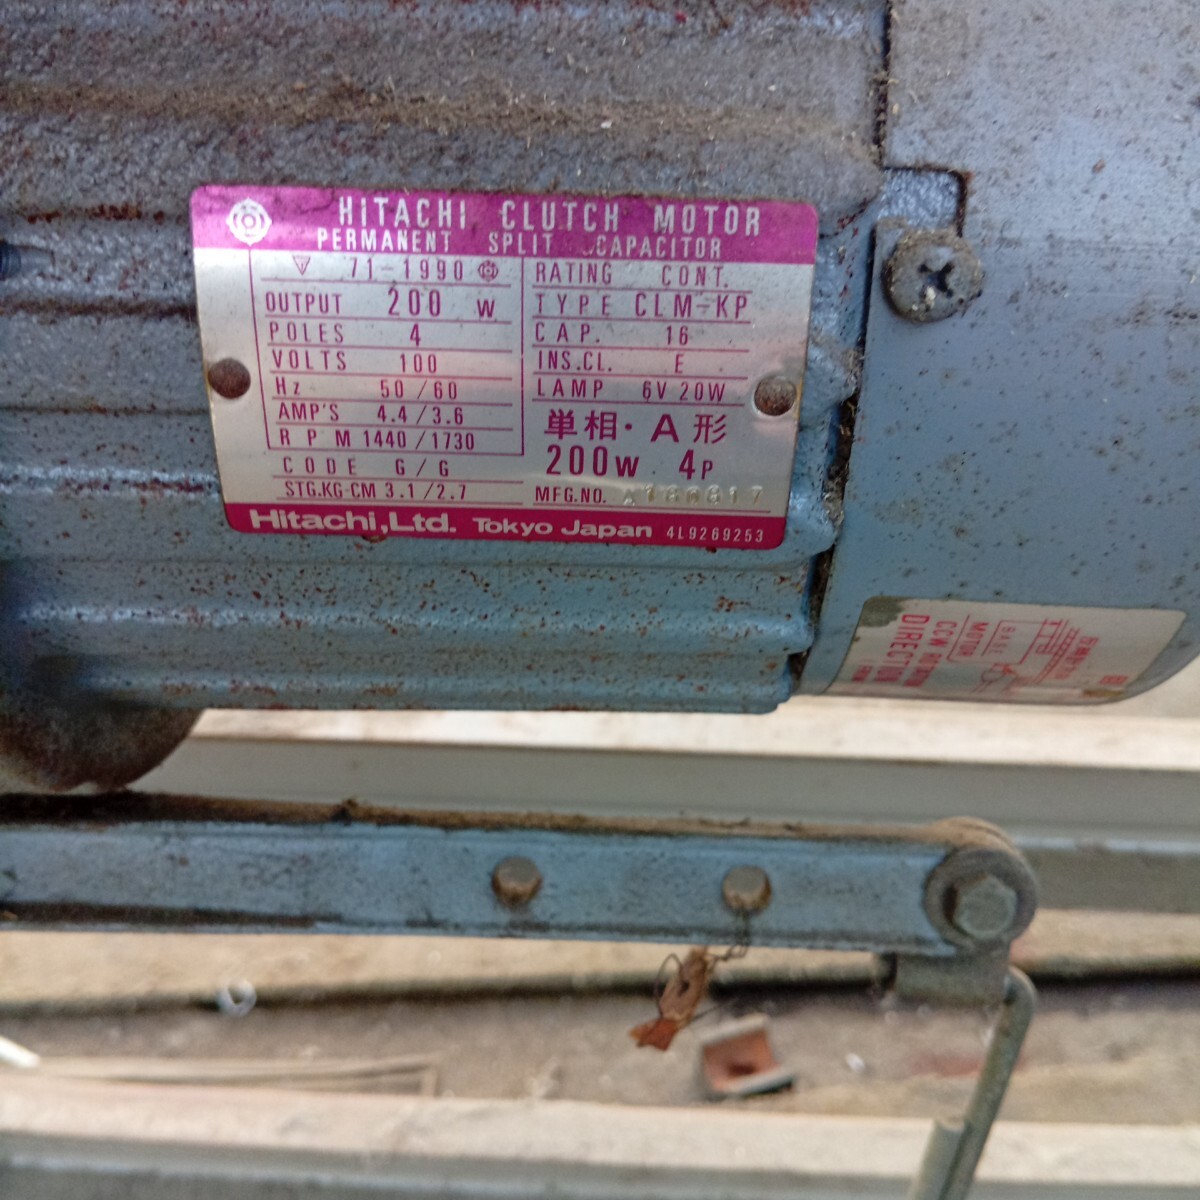 HITACHI CLUTCH MOTOR
PERMANENT SPLIT CAPACITOR
71-1990
OUTPUT 200 W
POLES 4
VOLTS 100
Hz 50/60
AMP'S 4.4/3.6
RPM 1440/1730
CODE G/G
STG.KG-CM 3.1/2.7
RATING CONT.
TYPE CLM-KP
CAP. 16
INS.CL. E
LAMP 6V 20W
単相・A形
200W 4P
MFG.NO.
Hitachi,Ltd. Tokyo Japan 4L9269253
MOTOR
CCW ROTATION
DIRECTION